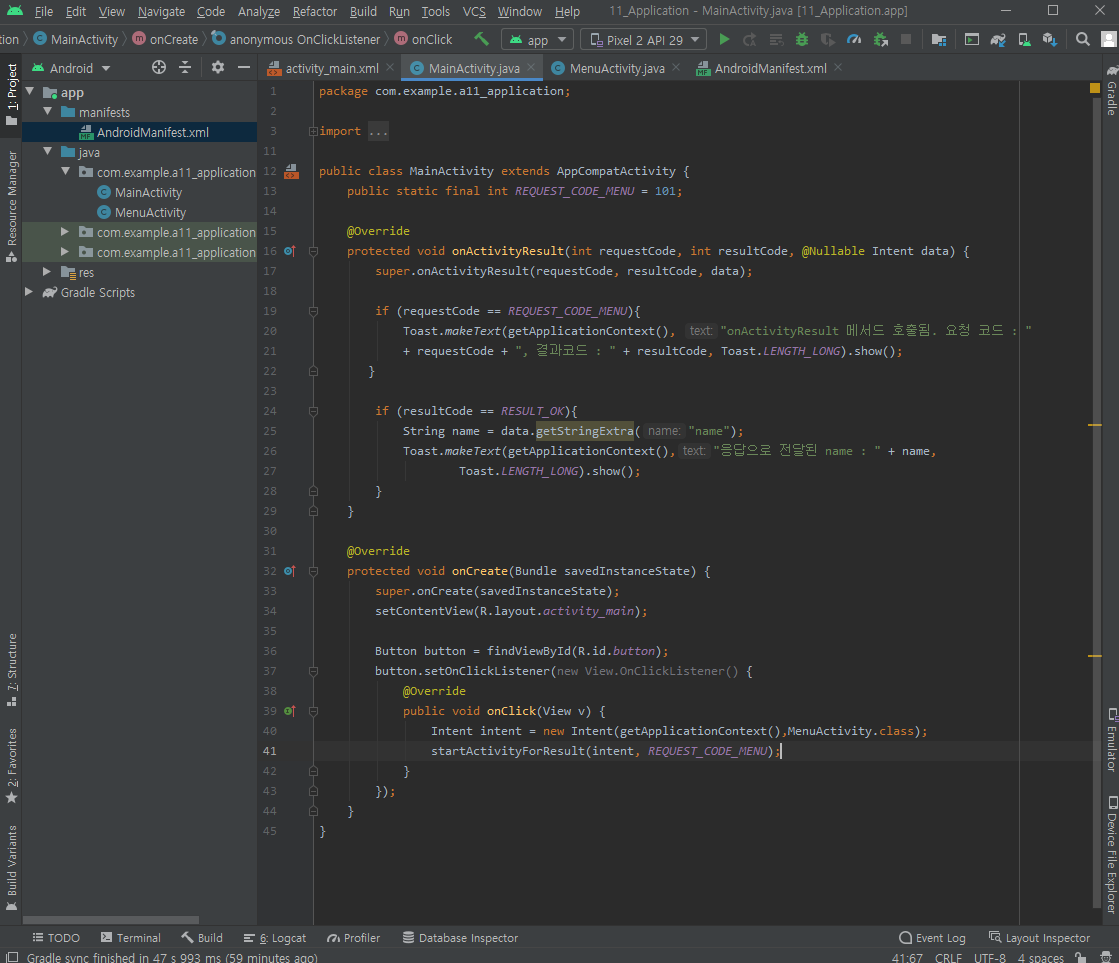 File Edit View Navigate Code Analyze Refactor Build Run Tools VCS Window Help 11_Application - MainActivity.java [11_Application.app]
tion MainActivity onCreate anonymous OnClickListener onClick app Pixel 2 API 29
Android activity_main.xml MainActivity.java MenuActivity.java AndroidManifest.xml
1: Project
Resource Manager
7: Structure
2: Favorites
Build Variants
app
manifests
AndroidManifest.xml
java
com.example.a11_application
MainActivity
MenuActivity
com.example.a11_application
com.example.a11_application
res
Gradle Scripts
1 package com.example.a11_application;
2
3 import ...
11
12 public class MainActivity extends AppCompatActivity {
13 public static final int REQUEST_CODE_MENU = 101;
14
15 @Override
16 protected void onActivityResult(int requestCode, int resultCode, @Nullable Intent data) {
17 super.onActivityResult(requestCode, resultCode, data);
18
19 if (requestCode == REQUEST_CODE_MENU){
20 Toast.makeText(getApplicationContext(), text: "onActivityResult 메서드 호출됨. 요청 코드 : "
21 + requestCode + ", 결과코드 : " + resultCode, Toast.LENGTH_LONG).show();
22 }
23
24 if (resultCode == RESULT_OK){
25 String name = data.getStringExtra( name: "name");
26 Toast.makeText(getApplicationContext(), text: "응답으로 전달된 name : " + name,
27 Toast.LENGTH_LONG).show();
28 }
29 }
30
31 @Override
32 protected void onCreate(Bundle savedInstanceState) {
33 super.onCreate(savedInstanceState);
34 setContentView(R.layout.activity_main);
35
36 Button button = findViewById(R.id.button);
37 button.setOnClickListener(new View.OnClickListener() {
38 @Override
39 public void onClick(View v) {
40 Intent intent = new Intent(getApplicationContext(),MenuActivity.class);
41 startActivityForResult(intent, REQUEST_CODE_MENU);
42 }
43 });
44 }
45 }
Gradle
Emulator
Device File Explorer
TODO Terminal Build 6: Logcat Profiler Database Inspector Event Log Layout Inspector
Gradle sync finished in 47 s 993 ms (59 minutes ago) 41:67 CRLF UTF-8 4 spaces